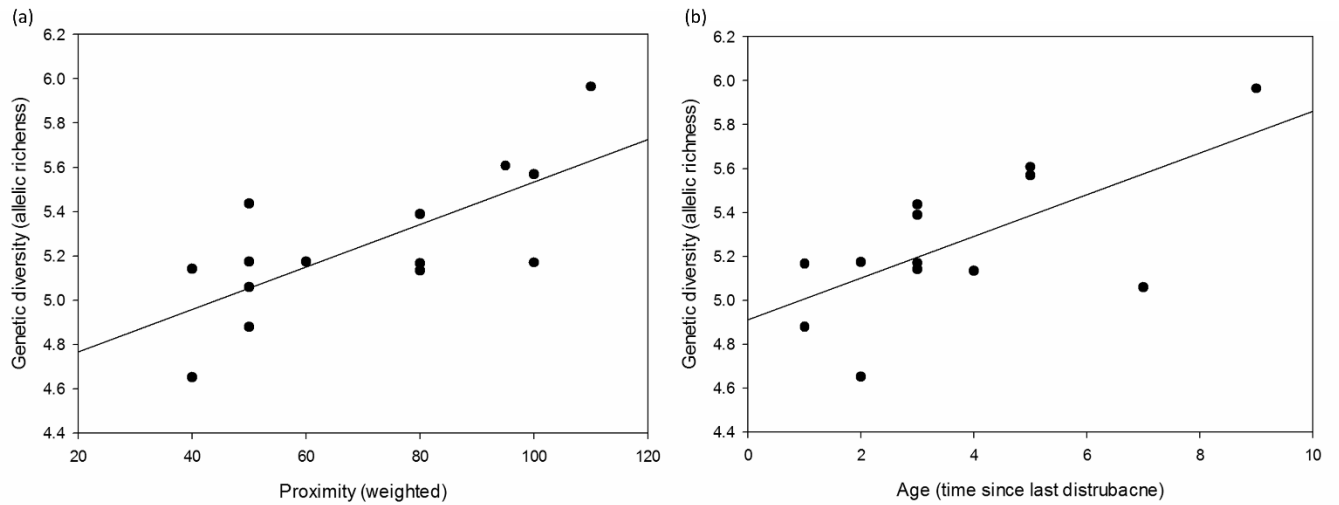 (a)
6.2
6.0
5.8
5.6
5.4
5.2
5.0
4.8
4.6
4.4
Genetic diversity (allelic richenss)
20 40 60 80 100 120
Proximity (weighted)
(b)
6.2
6.0
5.8
5.6
5.4
5.2
5.0
4.8
4.6
4.4
Genetic diversity (allelic richness)
0 2 4 6 8 10
Age (time since last distrubacne)